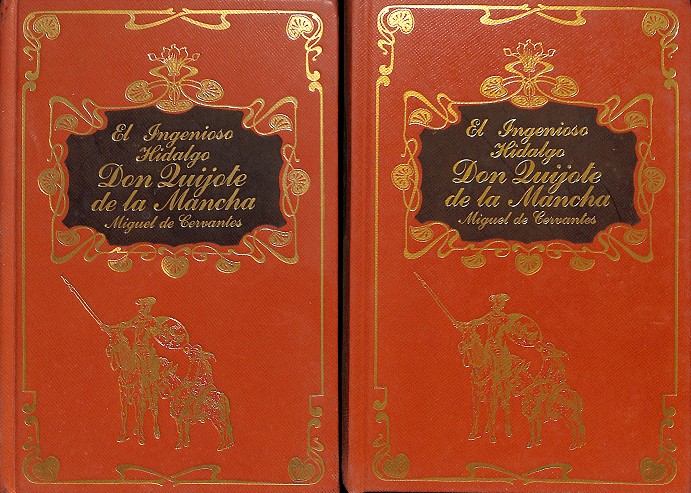 El Ingenioso
Hidalgo
Don Quijote
de la Mancha
Miguel de Cervantes
El Ingenioso
Hidalgo
Don Quijote
de la Mancha
Miguel de Cervantes